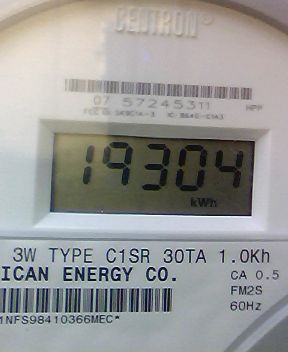 CENTRON®
07 57245311 HPP
19304
kWh
3W TYPE C1SR 30TA 1.0Kh
ICAN ENERGY CO. CA 0.5
FM2S
60Hz
1NFS98410366MEC*